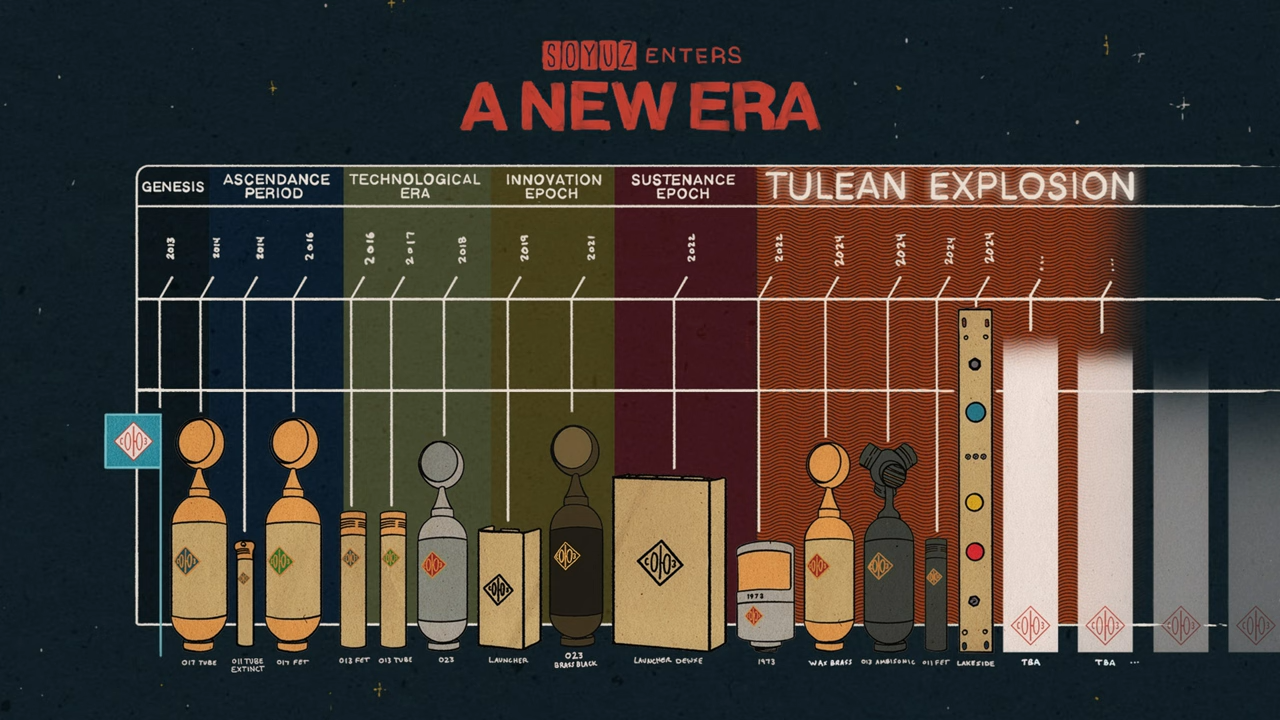 SOYUZ ENTERS
A NEW ERA
GENESIS
ASCENDANCE
PERIOD
TECHNOLOGICAL
ERA
INNOVATION
EPOCH
SUSTENANCE
EPOCH
TULEAN EXPLOSION
2013
2014
2014
2016
2016
2017
2018
2019
2021
2022
2022
2024
2024
2024
2024
...
...
1973
017 TUBE
011 TUBE
EXTINCT
017 FET
013 FET
013 TUBE
023
LAUNCHER
023
BRASS BLACK
LAUNCHER DELUXE
1973
WAX BRASS
013 AMBISONIC
011 FET
LAKESIDE
TBA
TBA ...